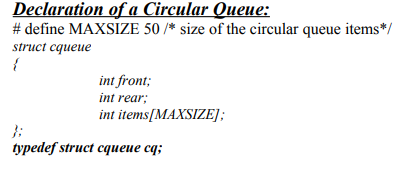 Declaration of a Circular Queue:
# define MAXSIZE 50 /* size of the circular queue items*/
struct cqueue
{
int front;
int rear;
int items[MAXSIZE];
};
typedef struct cqueue cq;